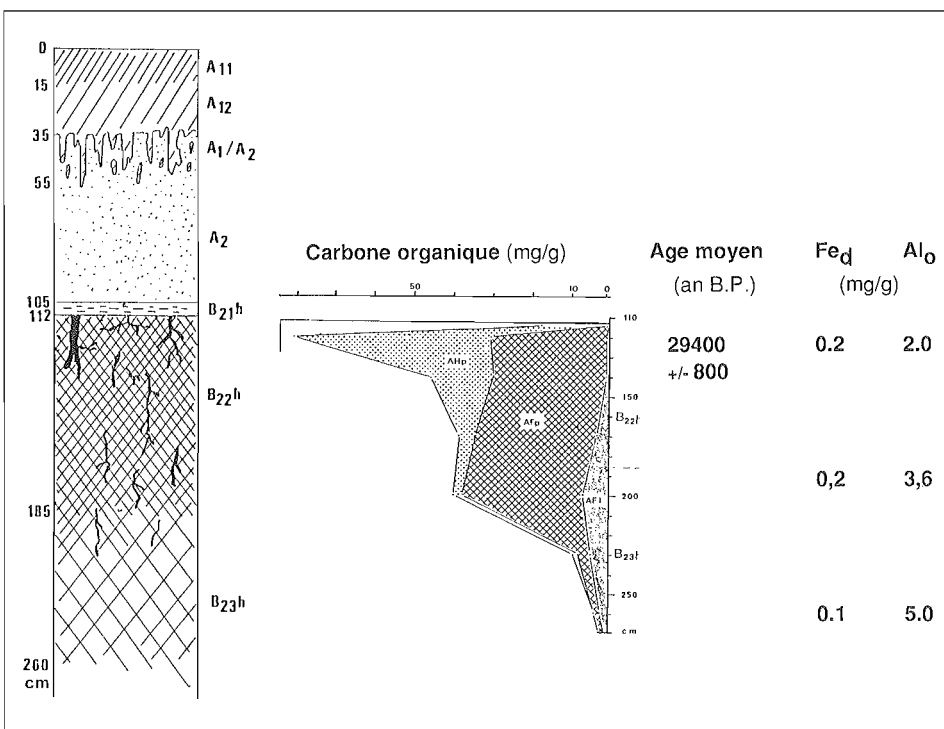 0
A11
15
A12
35
A1/A2
55
A2
105
B21h
112
B22h
185
B23h
260
cm
Carbone organique (mg/g)
50 10 0
AHp
AFp
AFl
110
150
B22h
200
B23h
250
cm
Age moyen Fed Alo
(an B.P.) (mg/g)
29400 0.2 2.0
+/- 800
0,2 3,6
0.1 5.0